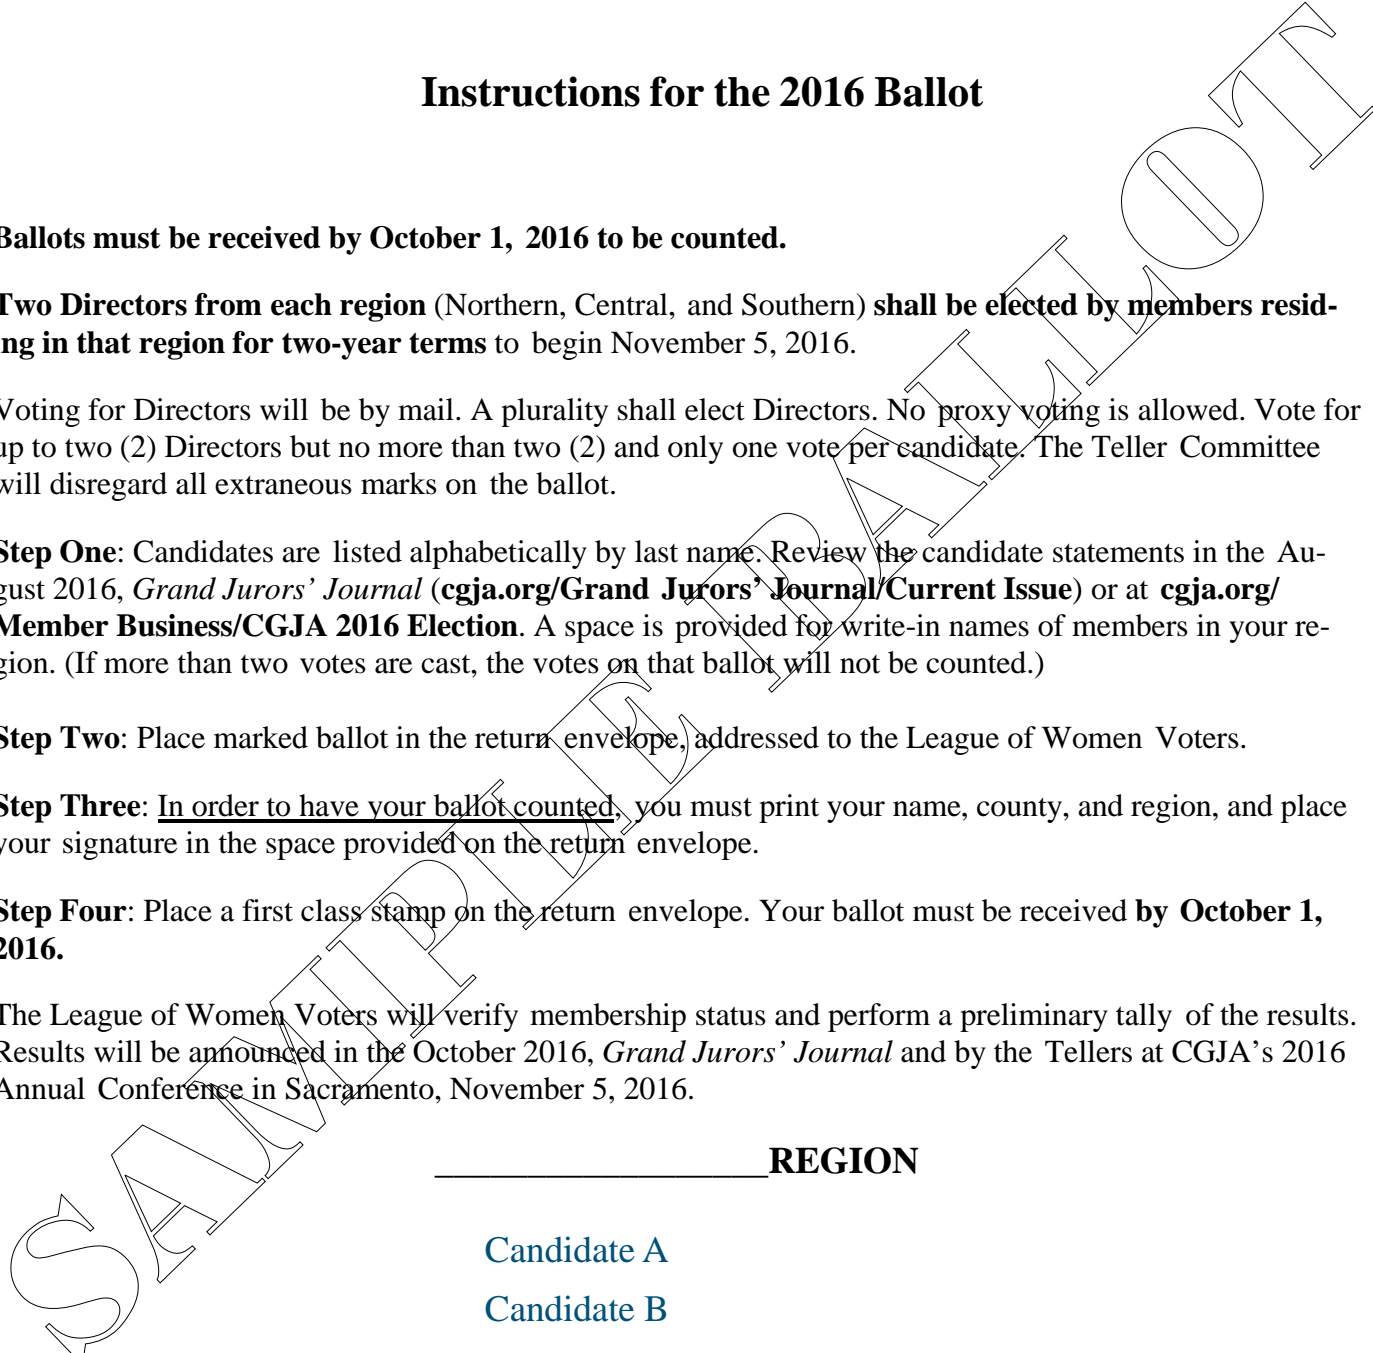 Instructions for the 2016 Ballot
Ballots must be received by October 1, 2016 to be counted.
Two Directors from each region (Northern, Central, and Southern) shall be elected by members resid-
ing in that region for two-year terms to begin November 5, 2016.
Voting for Directors will be by mail. A plurality shall elect Directors. No proxy voting is allowed. Vote for
up to two (2) Directors but no more than two (2) and only one vote per candidate. The Teller Committee
will disregard all extraneous marks on the ballot.
Step One: Candidates are listed alphabetically by last name. Review the candidate statements in the Au-
gust 2016, Grand Jurors’ Journal (cgja.org/Grand Jurors’ Journal/Current Issue) or at cgja.org/
Member Business/CGJA 2016 Election. A space is provided for write-in names of members in your re-
gion. (If more than two votes are cast, the votes on that ballot will not be counted.)
Step Two: Place marked ballot in the return envelope, addressed to the League of Women Voters.
Step Three: In order to have your ballot counted, you must print your name, county, and region, and place
your signature in the space provided on the return envelope.
Step Four: Place a first class stamp on the return envelope. Your ballot must be received by October 1,
2016.
The League of Women Voters will verify membership status and perform a preliminary tally of the results.
Results will be announced in the October 2016, Grand Jurors’ Journal and by the Tellers at CGJA’s 2016
Annual Conference in Sacramento, November 5, 2016.
__________________REGION
Candidate A
Candidate B
SAMPLE BALLOT